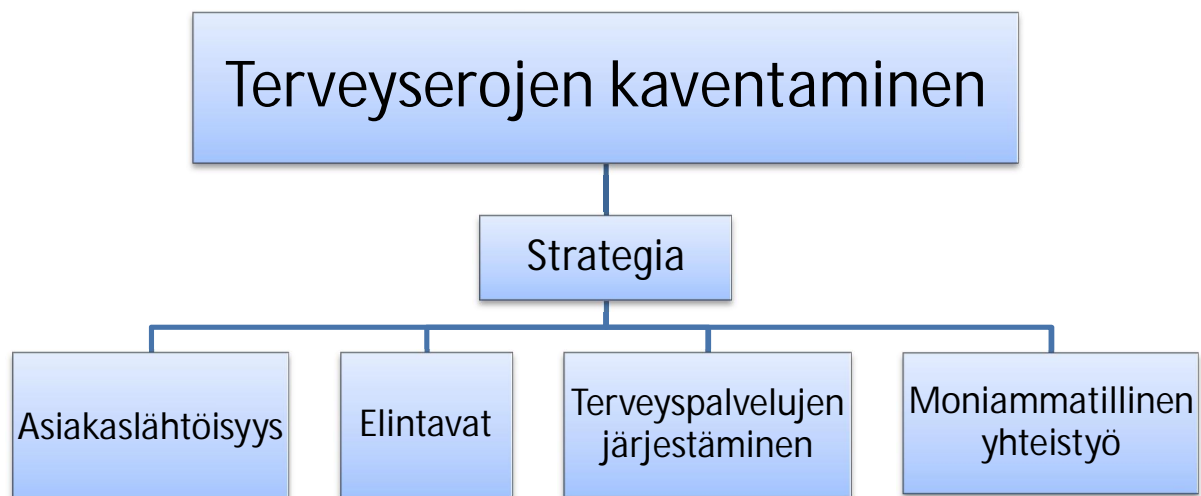 Terveyserojen kaventaminen
Strategia
Asiakaslähtöisyys
Elintavat
Terveyspalvelujen
järjestäminen
Moniammatillinen
yhteistyö